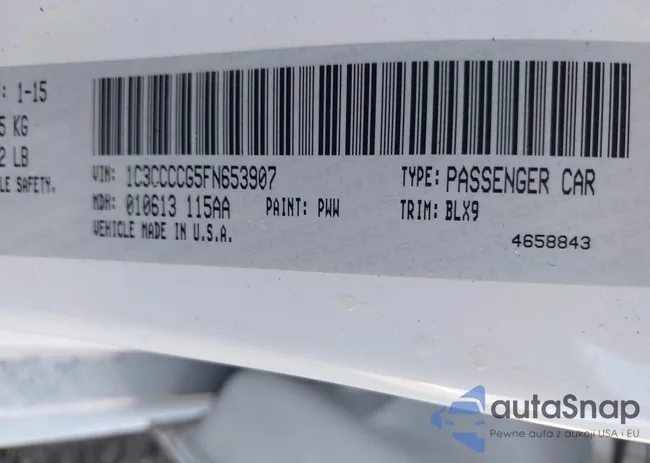 : 1-15
5 KG
2 LB
LE SAFETY.
VIN: 1C3CCCCG5FN653907 TYPE: PASSENGER CAR
MDH: 010613 115AA PAINT: PWW TRIM: BLX9
VEHICLE MADE IN U.S.A. 4658843
autaSnap
Pewne auta z aukcji USA i EU